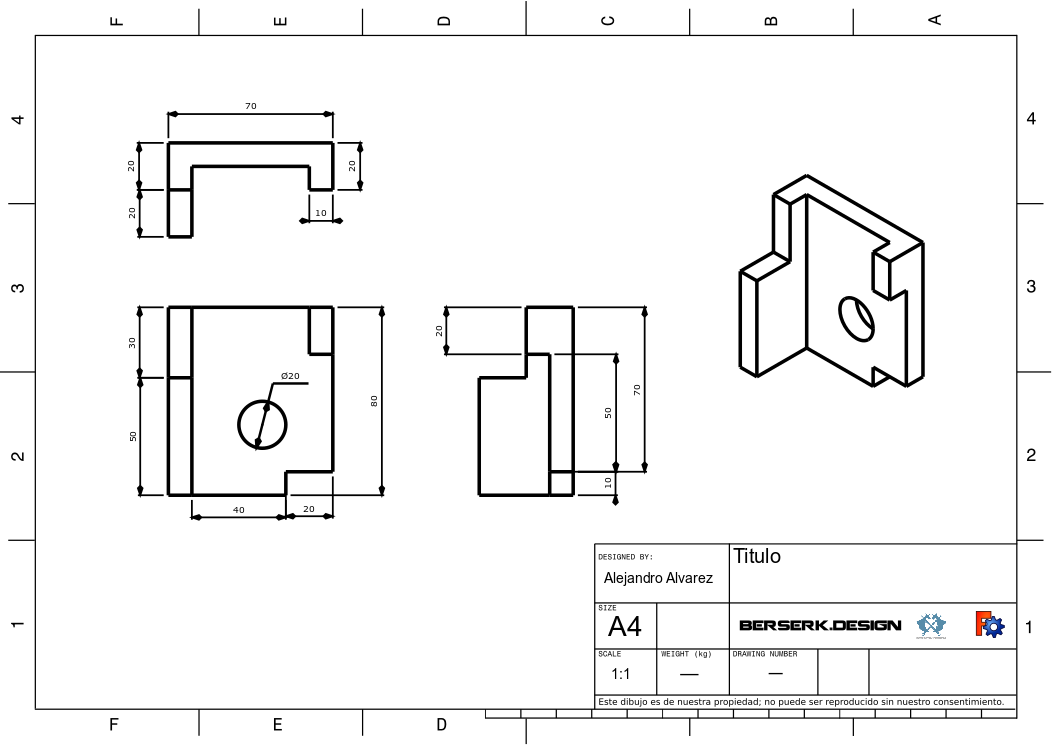 F E D C B A
4
4
70
20
20
20
10
3
3
30
50
Ø20
80
40
20
20
50
70
10
2
2
DESIGNED BY:
Alejandro Alvarez
Titulo
SIZE
A4
BERSERK.DESIGN
1
1
SCALE
1:1
WEIGHT (kg)
—
DRAWING NUMBER
—
Este dibujo es de nuestra propiedad; no puede ser reproducido sin nuestro consentimiento.
F E D